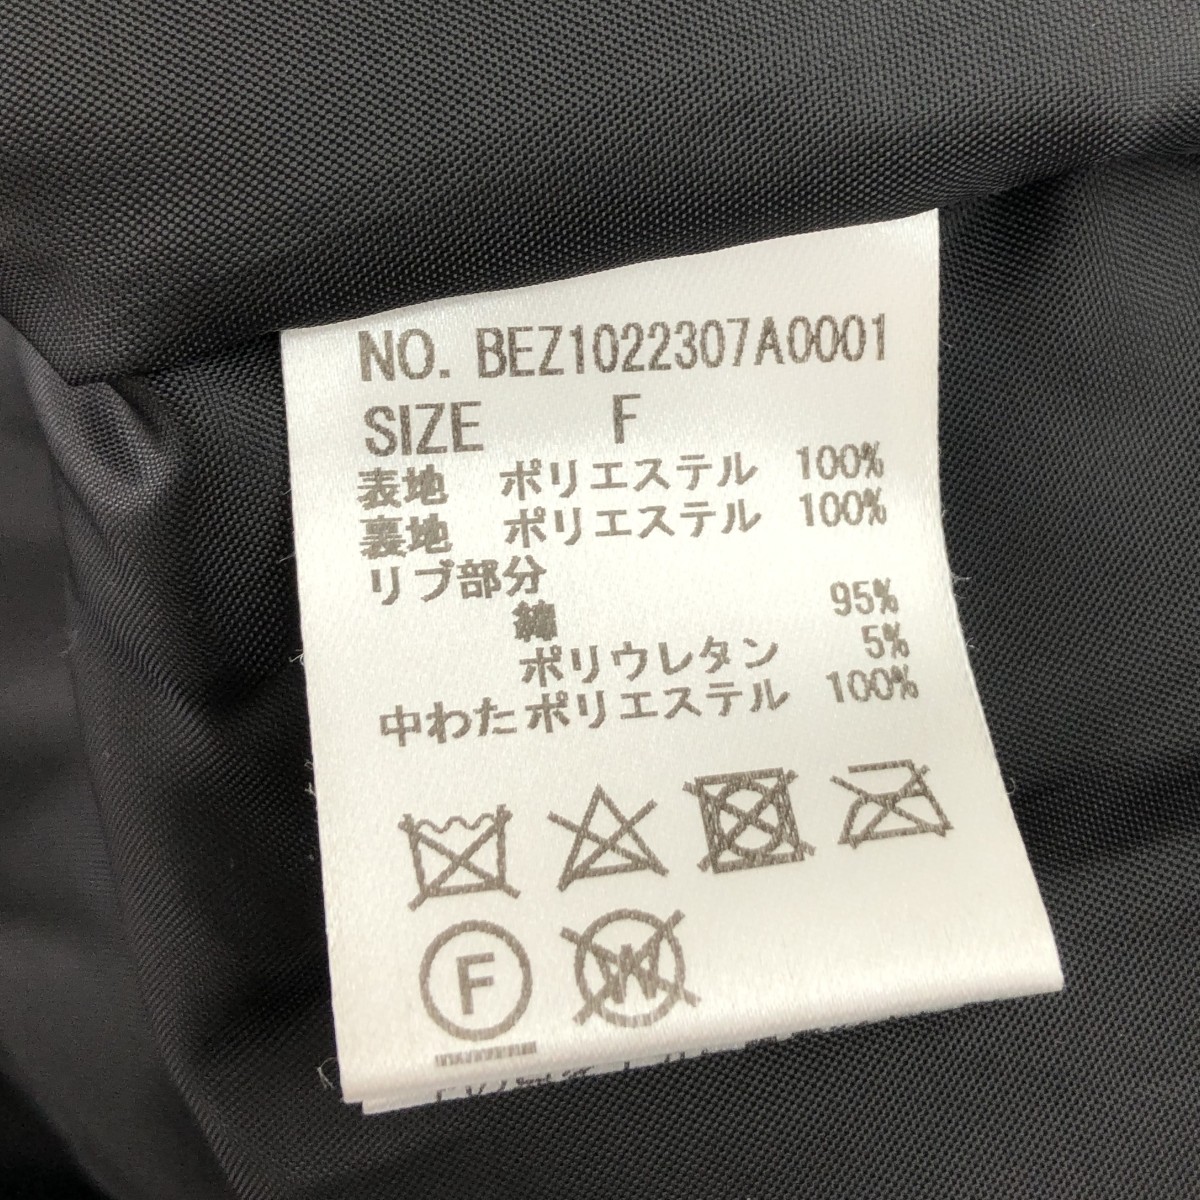 NO. BEZ1022307A0001
SIZE F
表地 ポリエステル 100%
裏地 ポリエステル 100%
リブ部分
綿 95%
ポリウレタン 5%
中わた ポリエステル 100%
F W